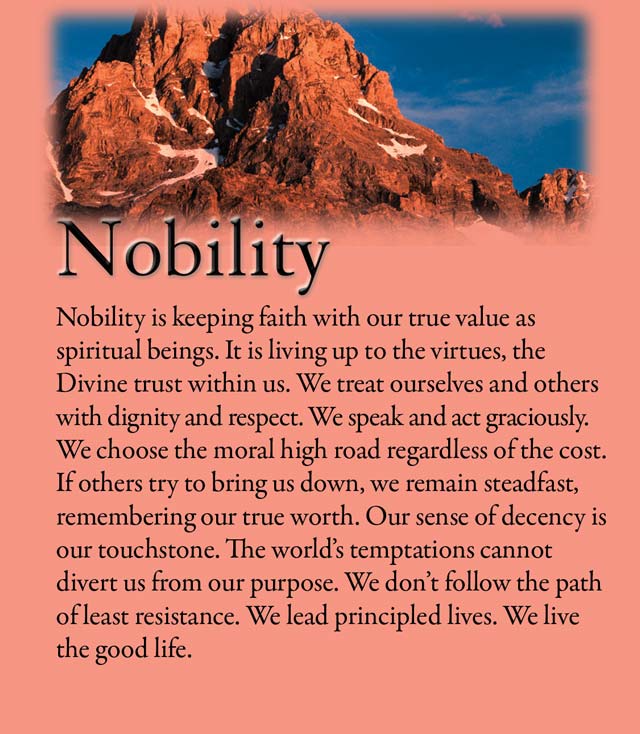 Nobility
Nobility is keeping faith with our true value as
spiritual beings. It is living up to the virtues, the
Divine trust within us. We treat ourselves and others
with dignity and respect. We speak and act graciously.
We choose the moral high road regardless of the cost.
If others try to bring us down, we remain steadfast,
remembering our true worth. Our sense of decency is
our touchstone. The world’s temptations cannot
divert us from our purpose. We don’t follow the path
of least resistance. We lead principled lives. We live
the good life.